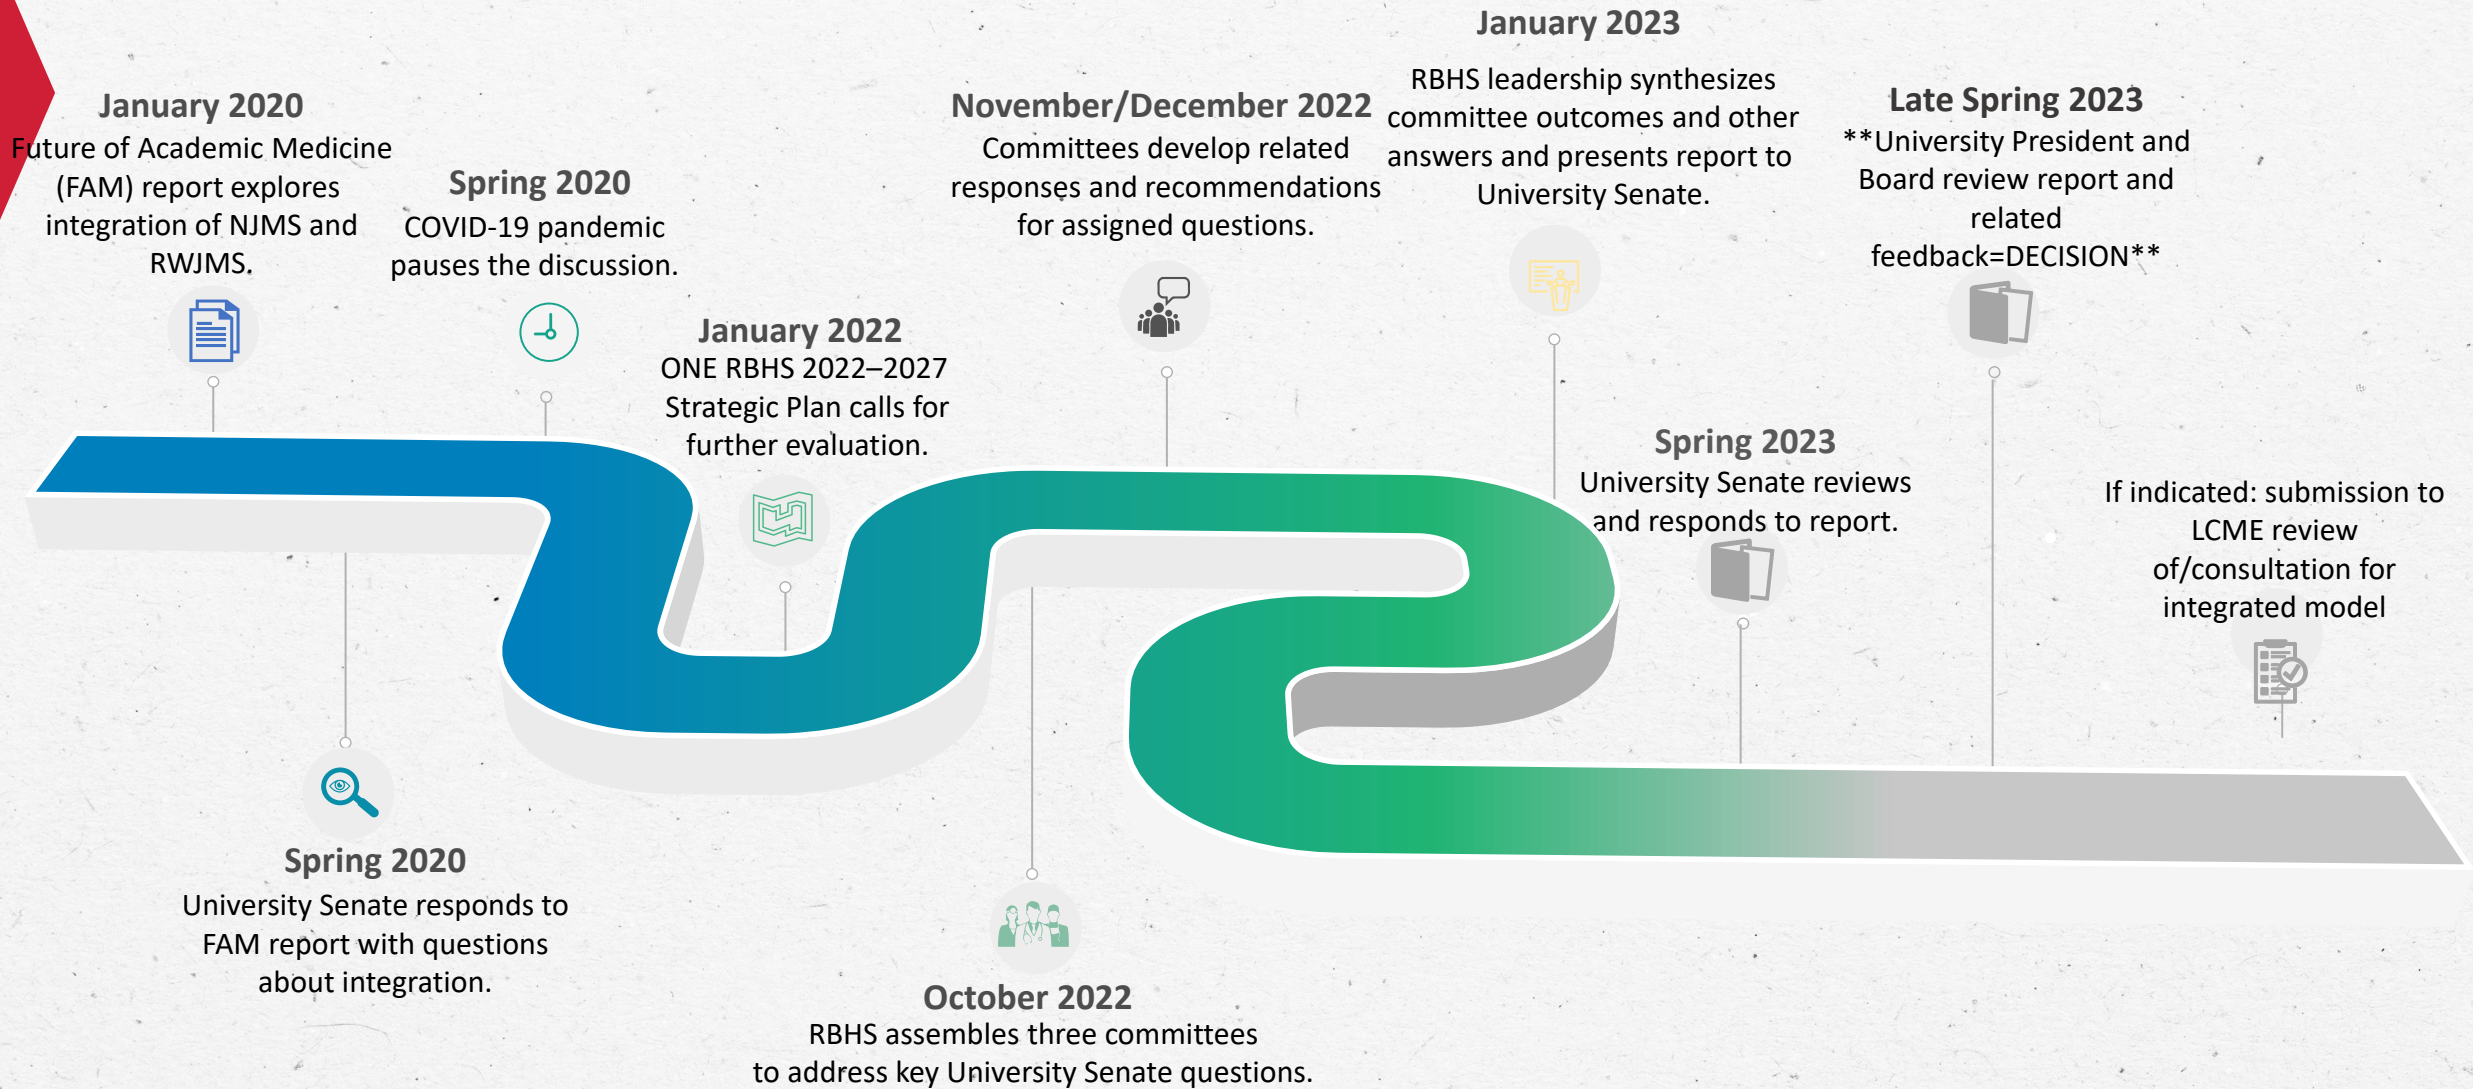 January 2020
Future of Academic Medicine
(FAM) report explores
integration of NJMS and
RWJMS.
Spring 2020
University Senate responds to
FAM report with questions
about integration.
Spring 2020
COVID-19 pandemic
pauses the discussion.
January 2022
ONE RBHS 2022–2027
Strategic Plan calls for
further evaluation.
October 2022
RBHS assembles three committees
to address key University Senate questions.
November/December 2022
Committees develop related
responses and recommendations
for assigned questions.
January 2023
RBHS leadership synthesizes
committee outcomes and other
answers and presents report to
University Senate.
Spring 2023
University Senate reviews
and responds to report.
Late Spring 2023
**University President and
Board review report and
related
feedback=DECISION**
If indicated: submission to
LCME review
of/consultation for
integrated model